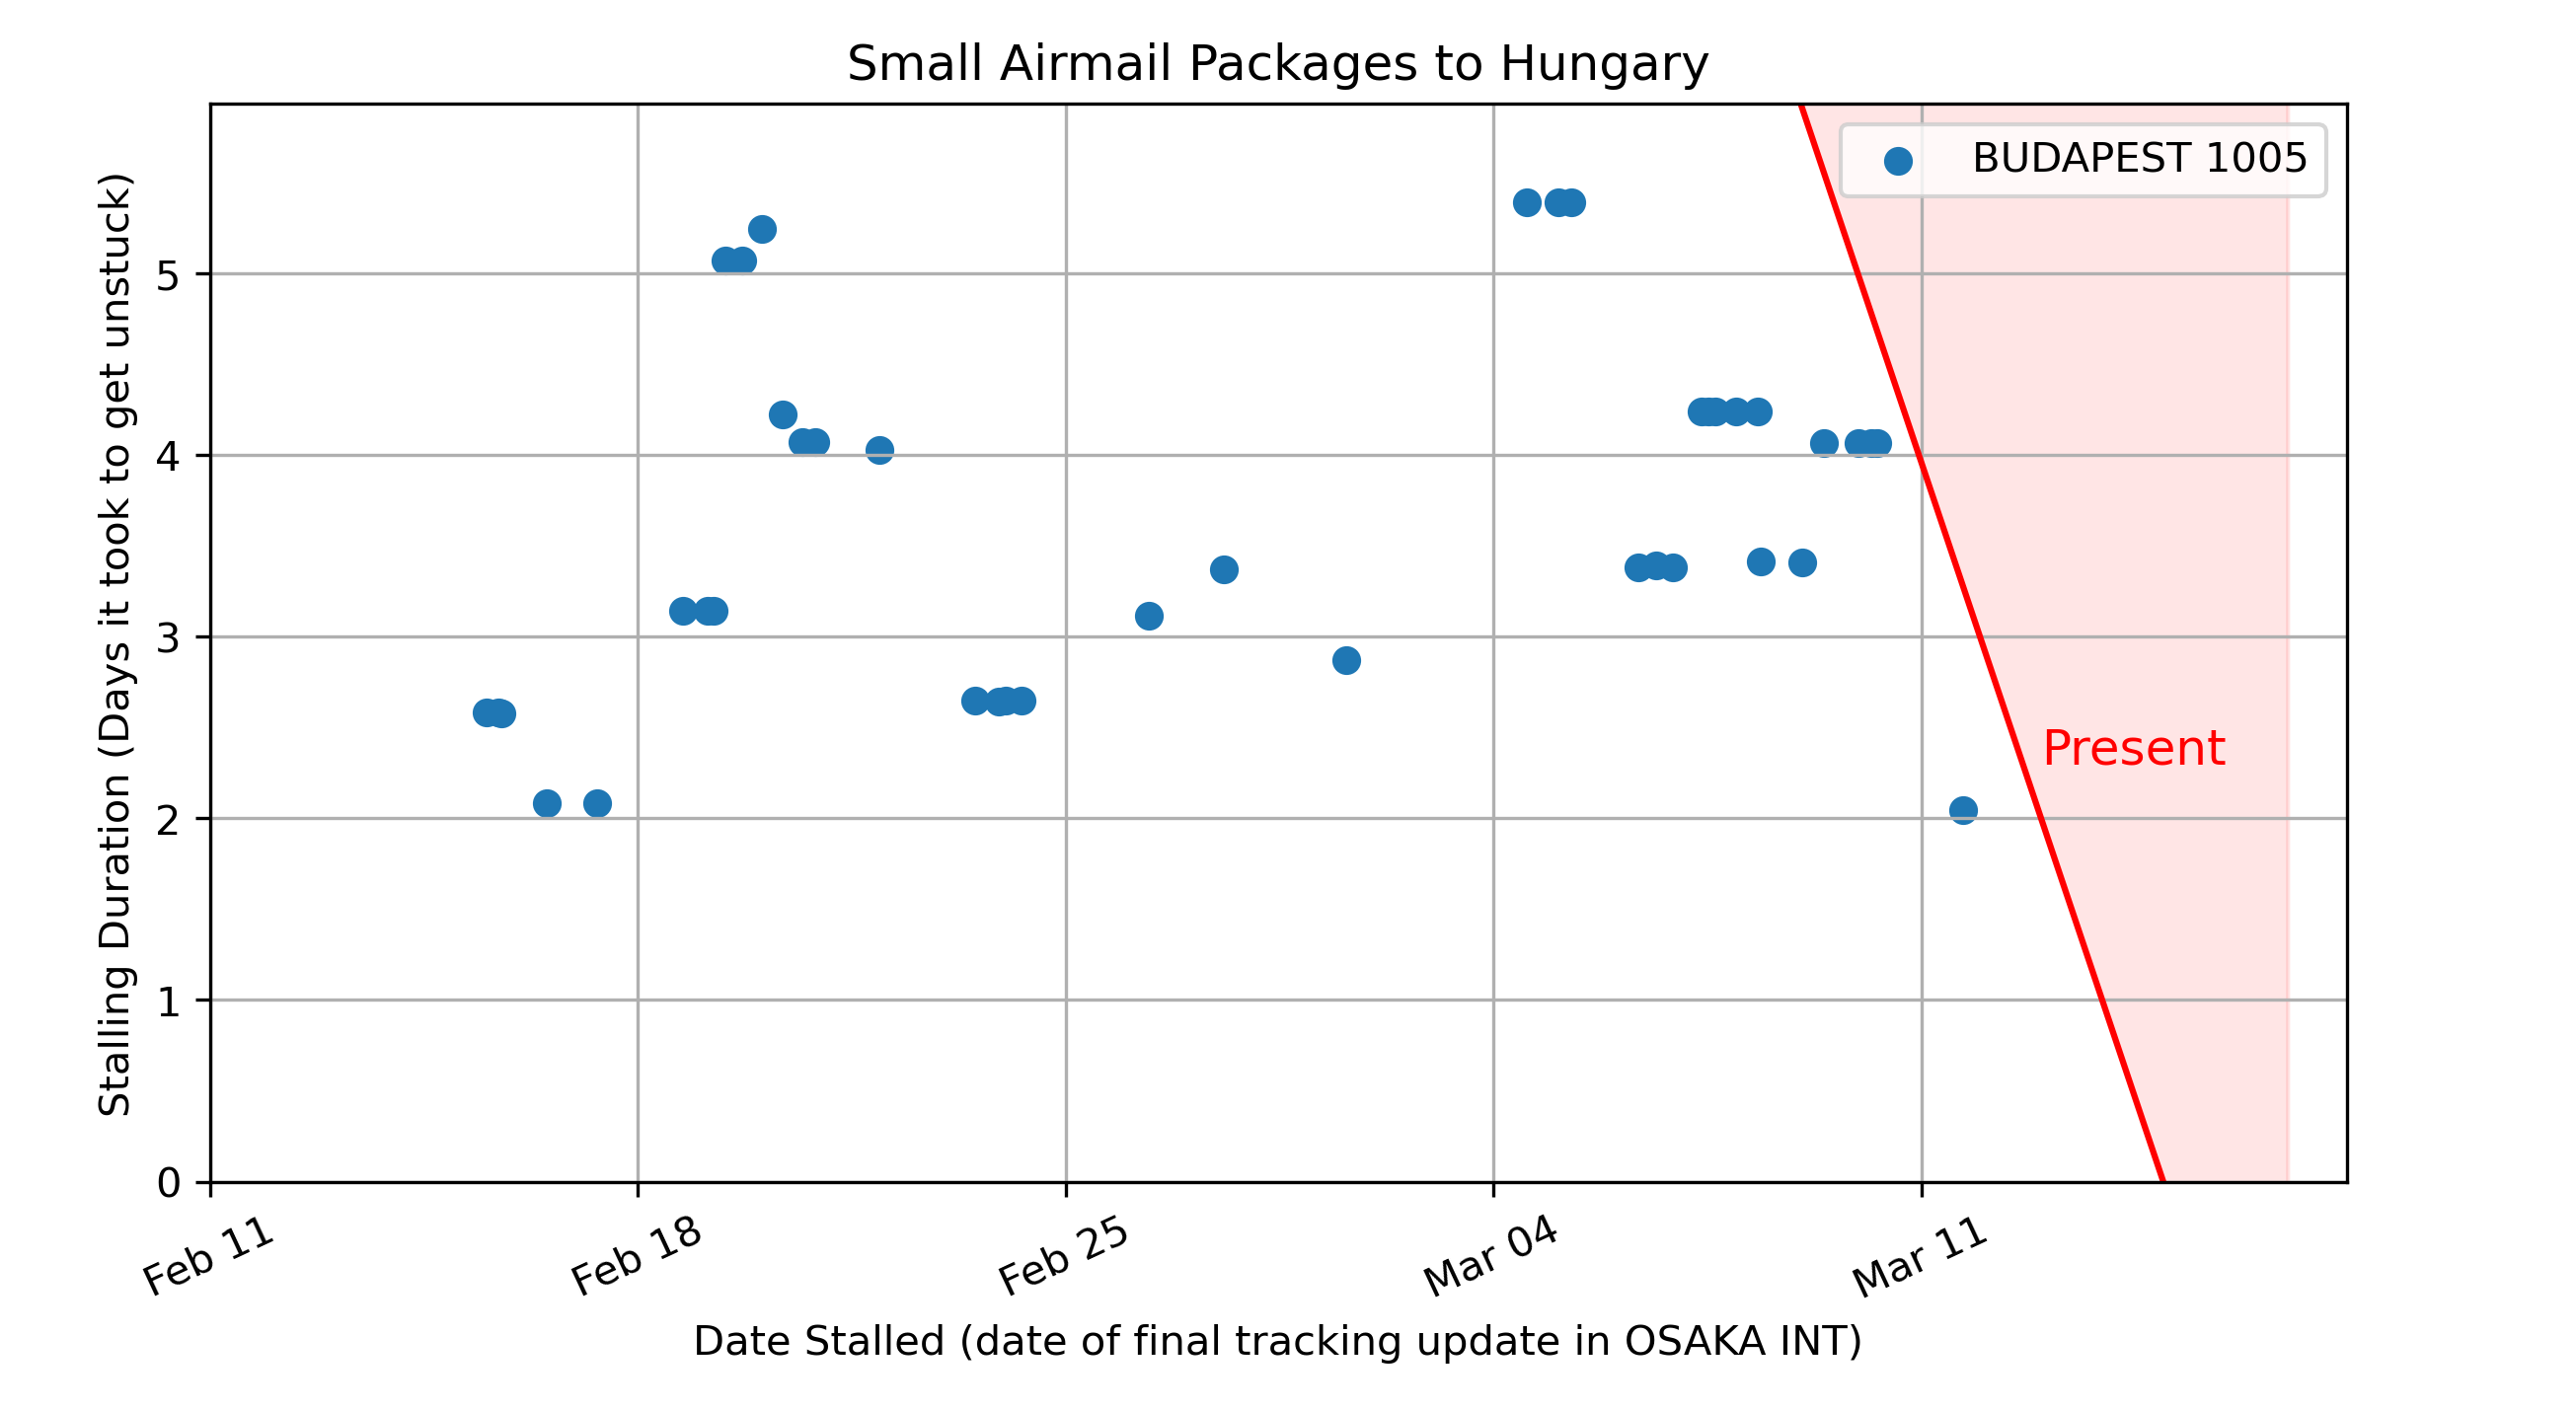 Small Airmail Packages to Hungary
BUDAPEST 1005
Stalling Duration (Days it took to get unstuck)
5
4
3
2
1
0
Present
Feb 11
Feb 18
Feb 25
Mar 04
Mar 11
Date Stalled (date of final tracking update in OSAKA INT)